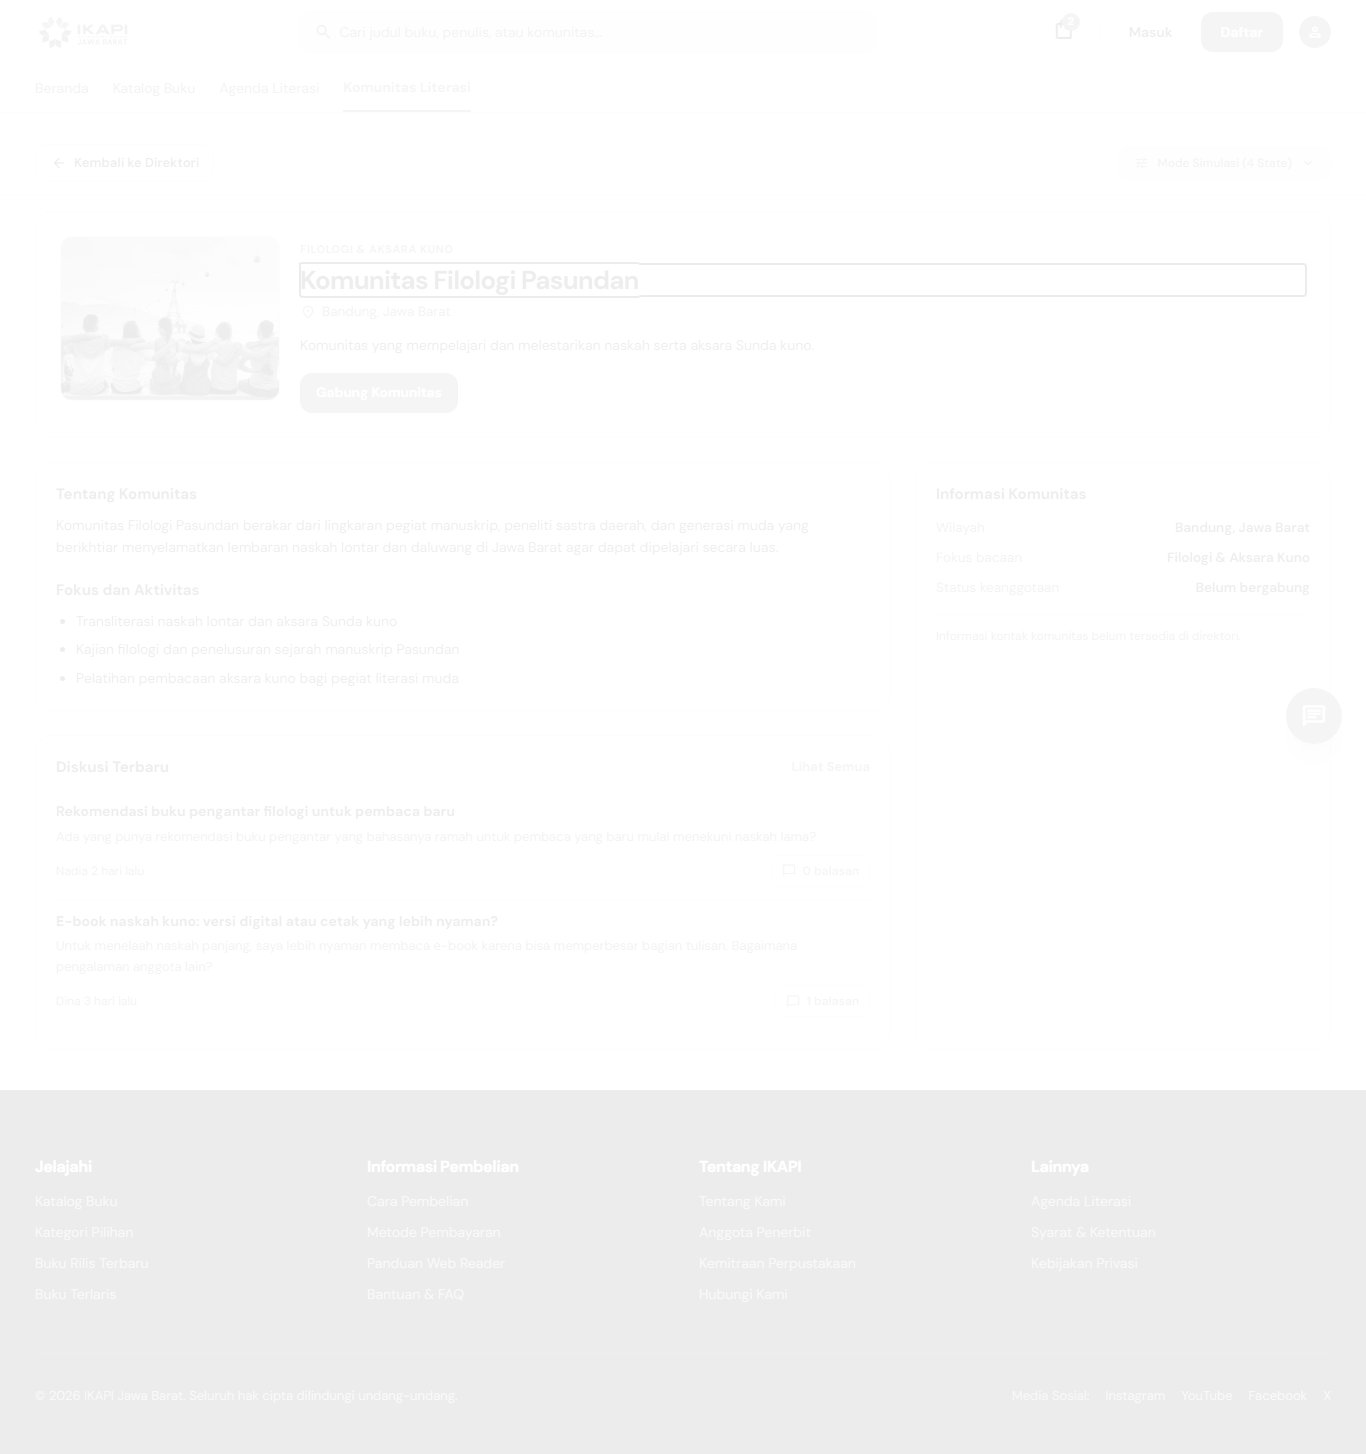 IKAPI
JAWA BARAT
Cari judul buku, penulis, atau komunitas...
2
Masuk
Daftar
Beranda
Katalog Buku
Agenda Literasi
Komunitas Literasi
Kembali ke Direktori
Mode Simulasi (4 State)
FILOLOGI & AKSARA KUNO
Komunitas Filologi Pasundan
Bandung, Jawa Barat
Komunitas yang mempelajari dan melestarikan naskah serta aksara Sunda kuno.
Gabung Komunitas
Tentang Komunitas
Komunitas Filologi Pasundan berakar dari lingkaran pegiat manuskrip, peneliti sastra daerah, dan generasi muda yang
berikhtiar menyelamatkan lembaran naskah lontar dan daluwang di Jawa Barat agar dapat dipelajari secara luas.
Fokus dan Aktivitas
Transliterasi naskah lontar dan aksara Sunda kuno
Kajian filologi dan penelusuran sejarah manuskrip Pasundan
Pelatihan pembacaan aksara kuno bagi pegiat literasi muda
Informasi Komunitas
Wilayah Bandung, Jawa Barat
Fokus bacaan Filologi & Aksara Kuno
Status keanggotaan Belum bergabung
Informasi kontak komunitas belum tersedia di direktori.
Diskusi Terbaru
Lihat Semua
Rekomendasi buku pengantar filologi untuk pembaca baru
Ada yang punya rekomendasi buku pengantar yang bahasanya ramah untuk pembaca yang baru mulai menekuni naskah lama?
Nadia 2 hari lalu
0 balasan
E-book naskah kuno: versi digital atau cetak yang lebih nyaman?
Untuk menelaah naskah panjang, saya lebih nyaman membaca e-book karena bisa memperbesar bagian tulisan. Bagaimana
pengalaman anggota lain?
Dina 3 hari lalu
1 balasan
Jelajahi
Katalog Buku
Kategori Pilihan
Buku Rilis Terbaru
Buku Terlaris
Informasi Pembelian
Cara Pembelian
Metode Pembayaran
Panduan Web Reader
Bantuan & FAQ
Tentang IKAPI
Tentang Kami
Anggota Penerbit
Kemitraan Perpustakaan
Hubungi Kami
Lainnya
Agenda Literasi
Syarat & Ketentuan
Kebijakan Privasi
© 2026 IKAPI Jawa Barat. Seluruh hak cipta dilindungi undang-undang.
Media Sosial: Instagram YouTube Facebook X